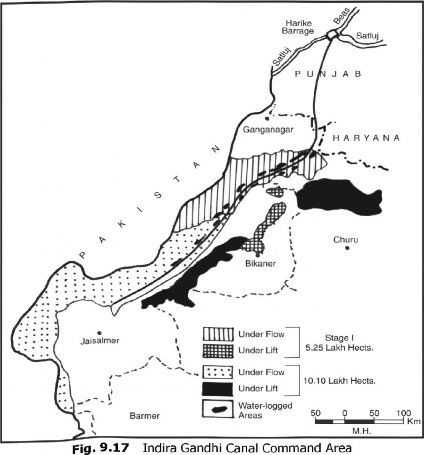 Harike
Barrage
Beas
Satluj
Satluj
PUNJAB
Ganganagar
HARYANA
PAKISTAN
Churu
Bikaner
Jaisalmer
Barmer
Under Flow
Under Lift
Stage I
5.25 Lakh Hects.
Under Flow
Under Lift
10.10 Lakh Hects.
Water-logged
Areas
50 0 50 100
Km
M.H.
Fig. 9.17 Indira Gandhi Canal Command Area